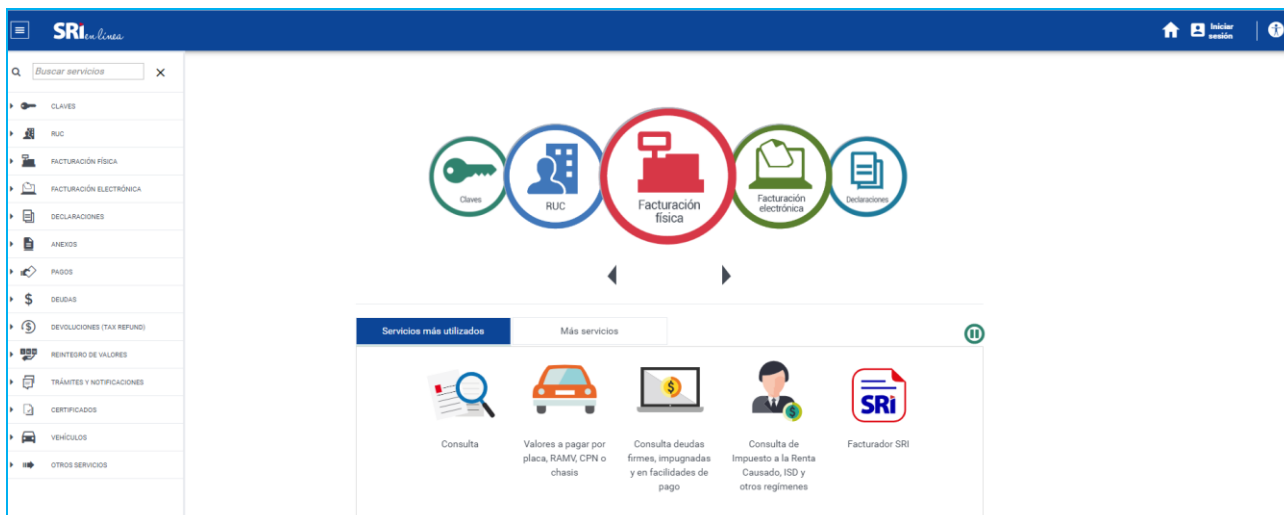 SRi en línea
Iniciar
sesión
Buscar servicios
CLAVES
RUC
FACTURACIÓN FÍSICA
FACTURACIÓN ELECTRÓNICA
DECLARACIONES
ANEXOS
PAGOS
DEUDAS
DEVOLUCIONES (TAX REFUND)
REINTEGRO DE VALORES
TRÁMITES Y NOTIFICACIONES
CERTIFICADOS
VEHÍCULOS
OTROS SERVICIOS
Claves
RUC
Facturación
física
Facturación
electrónica
Declaraciones
Servicios más utilizados
Más servicios
SRi
Consulta
Valores a pagar por
placa, RAMV, CPN o
chasis
Consulta deudas
firmes, impugnadas
y en facilidades de
pago
Consulta de
Impuesto a la Renta
Causado, ISD y
otros regímenes
Facturador SRI